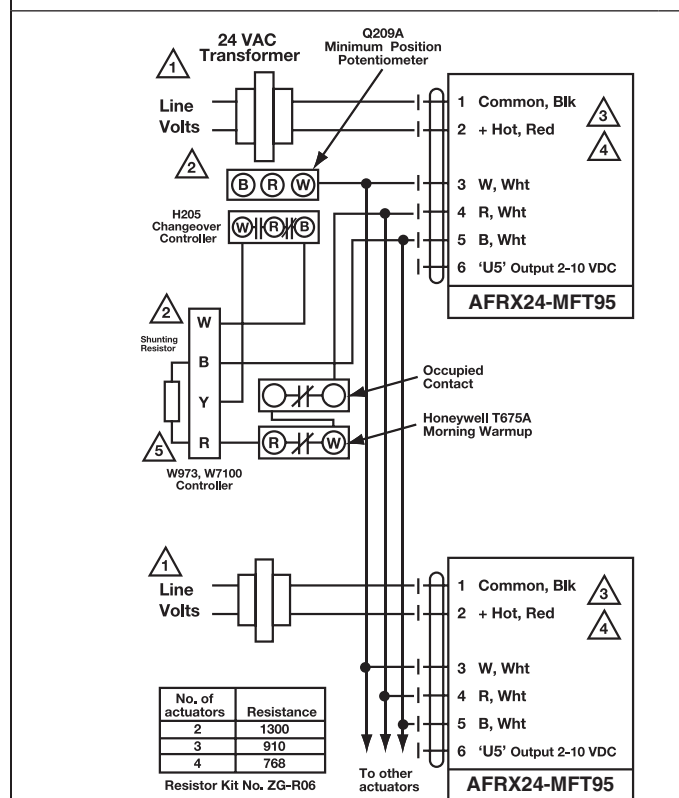 24 VAC
Transformer
Q209A
Minimum Position
Potentiometer
1
Line
Volts
1 Common, Blk
2 + Hot, Red
3
4
3 W, Wht
4 R, Wht
5 B, Wht
6 'U5' Output 2-10 VDC
AFRX24-MFT95
2
B R W
H205
Changeover
Controller
W R B
2
Shunting
Resistor
W
B
Y
R
5
W973, W7100
Controller
Occupied
Contact
R W
Honeywell T675A
Morning Warmup
1
Line
Volts
1 Common, Blk
2 + Hot, Red
3
4
3 W, Wht
4 R, Wht
5 B, Wht
6 'U5' Output 2-10 VDC
AFRX24-MFT95
No. of
actuators Resistance
2 1300
3 910
4 768
Resistor Kit No. ZG-R06
To other
actuators